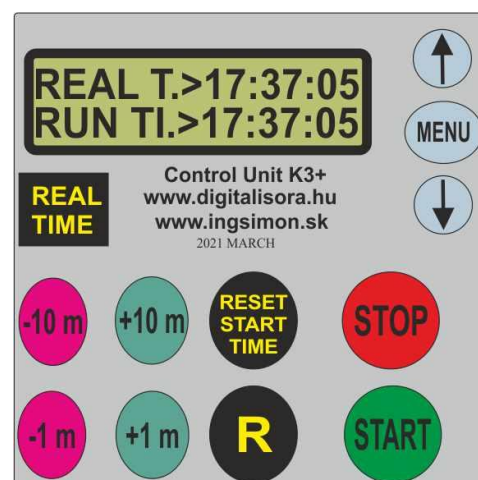 REAL T.>17:37:05
RUN TI.>17:37:05
MENU
Control Unit K3+
www.digitalisora.hu
www.ingsimon.sk
2021 MARCH
REAL
TIME
-10 m
+10 m
RESET
START
TIME
STOP
-1 m
+1 m
R
START